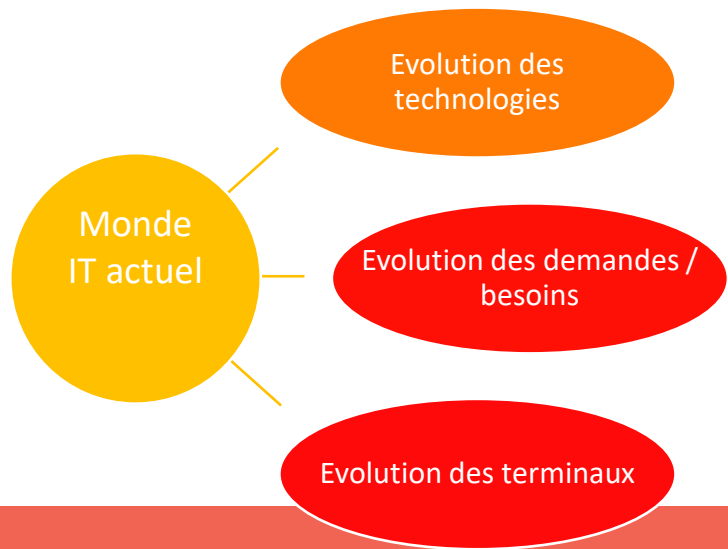 Evolution des
technologies
Monde
IT actuel
Evolution des demandes /
besoins
Evolution des terminaux